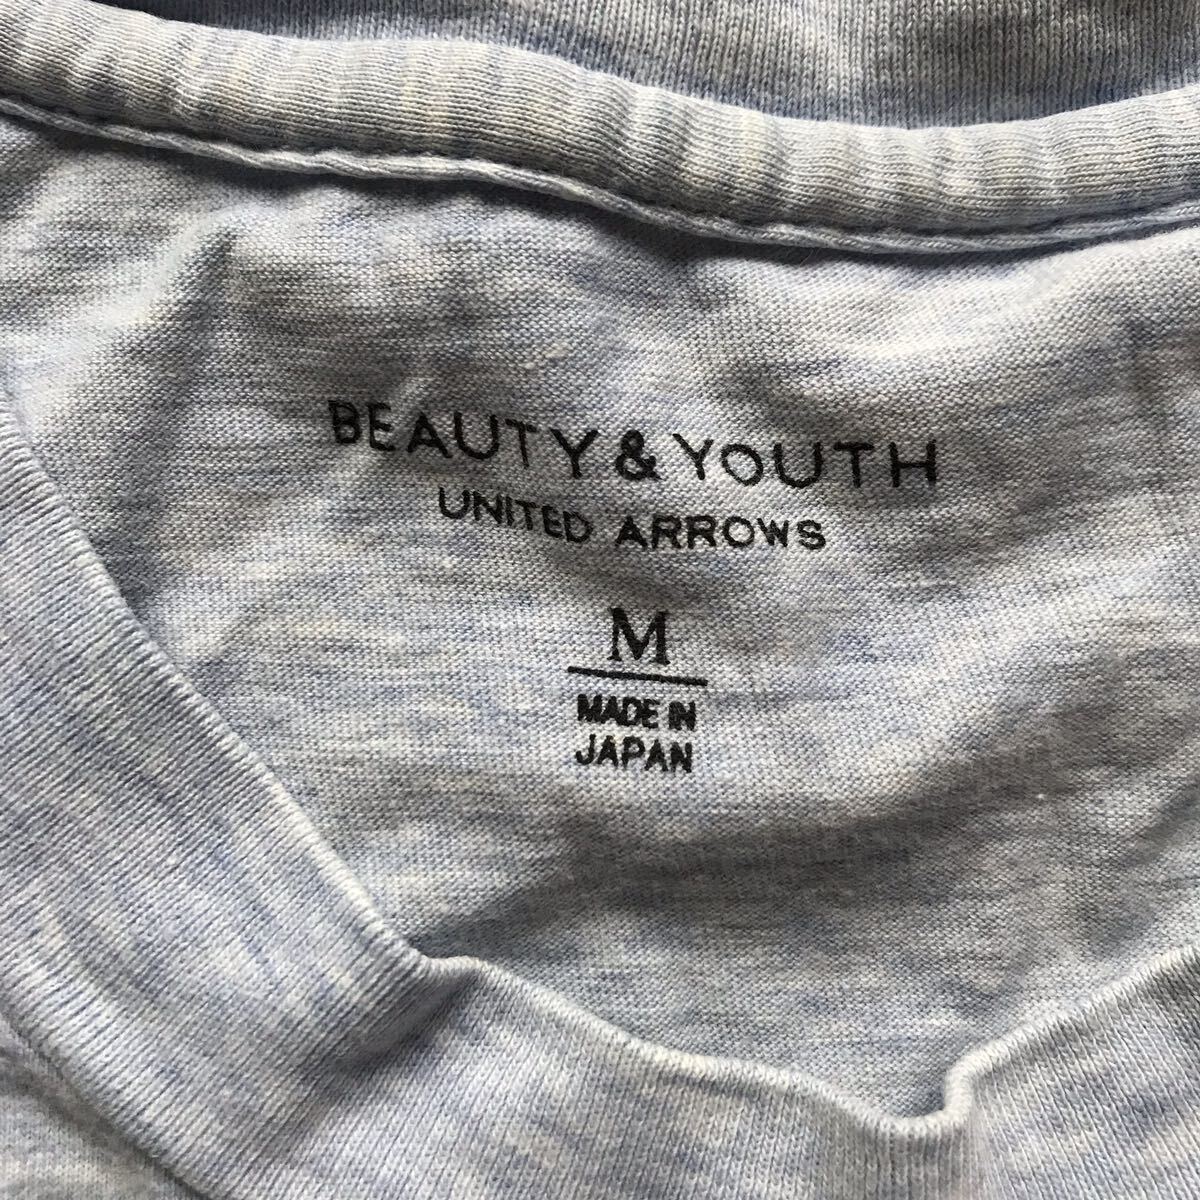 BEAUTY & YOUTH
UNITED ARROWS
M
MADE IN
JAPAN